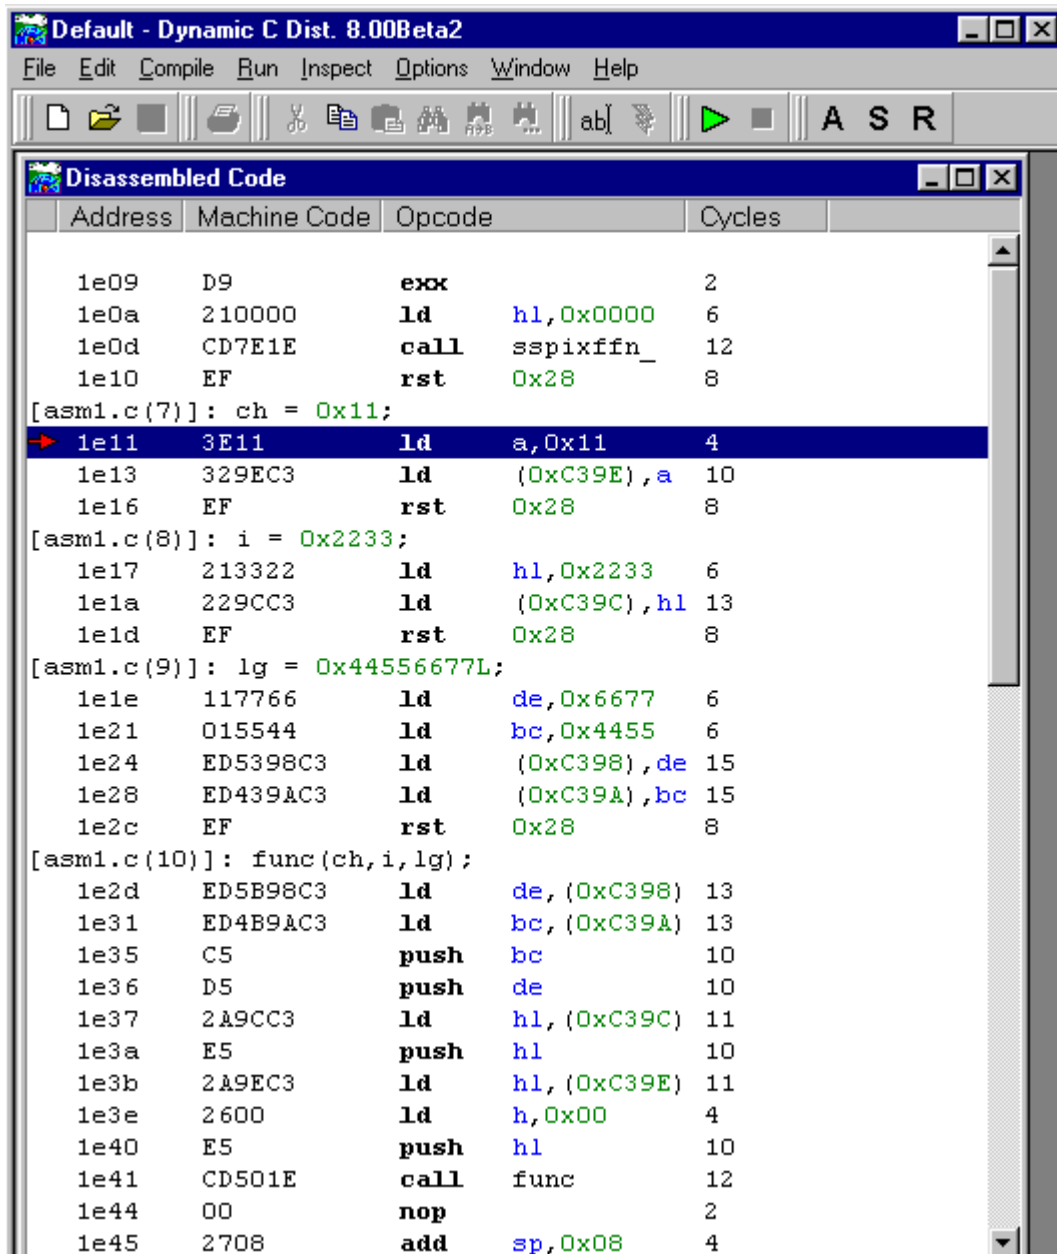 Default - Dynamic C Dist. 8.00Beta2
File Edit Compile Run Inspect Options Window Help
A·B ab A S R
Disassembled Code
Address Machine Code Opcode Cycles
1e09 D9 exx 2
1e0a 210000 ld hl,0x0000 6
1e0d CD7E1E call sspixffn_ 12
1e10 EF rst 0x28 8
[asm1.c(7)]: ch = 0x11;
1e11 3E11 ld a,0x11 4
1e13 329EC3 ld (0xC39E),a 10
1e16 EF rst 0x28 8
[asm1.c(8)]: i = 0x2233;
1e17 213322 ld hl,0x2233 6
1e1a 229CC3 ld (0xC39C),hl 13
1e1d EF rst 0x28 8
[asm1.c(9)]: lg = 0x44556677L;
1e1e 117766 ld de,0x6677 6
1e21 015544 ld bc,0x4455 6
1e24 ED5398C3 ld (0xC398),de 15
1e28 ED439AC3 ld (0xC39A),bc 15
1e2c EF rst 0x28 8
[asm1.c(10)]: func(ch,i,lg);
1e2d ED5B98C3 ld de,(0xC398) 13
1e31 ED4B9AC3 ld bc,(0xC39A) 13
1e35 C5 push bc 10
1e36 D5 push de 10
1e37 2A9CC3 ld hl,(0xC39C) 11
1e3a E5 push hl 10
1e3b 2A9EC3 ld hl,(0xC39E) 11
1e3e 2600 ld h,0x00 4
1e40 E5 push hl 10
1e41 CD501E call func 12
1e44 00 nop 2
1e45 2708 add sp,0x08 4